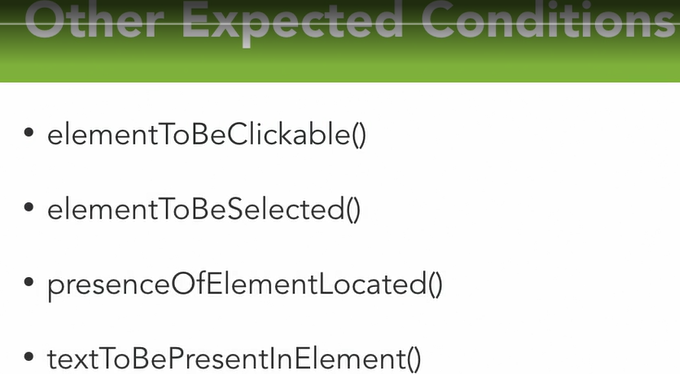 Other Expected Conditions
• elementToBeClickable()
• elementToBeSelected()
• presenceOfElementLocated()
• textToBePresentInElement()